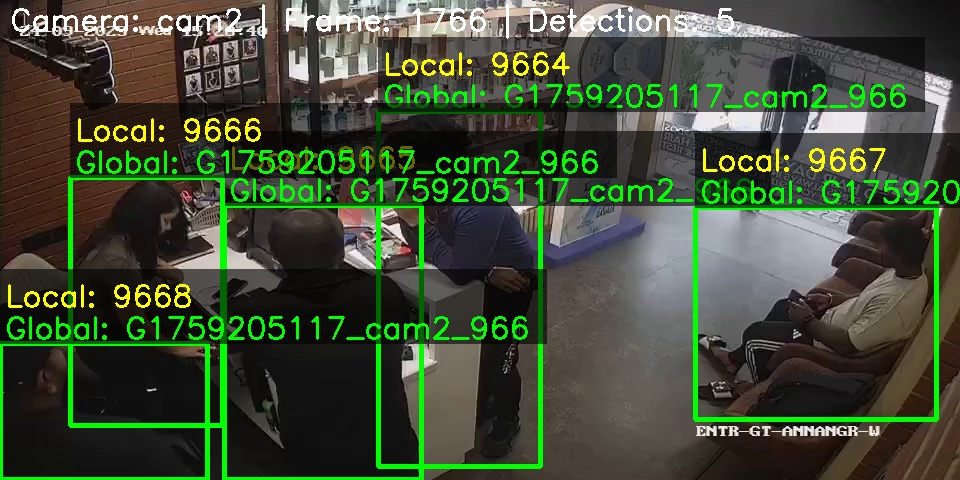 Camera: cam2 | Frame: 1766 | Detections: 5
Local: 9664
Global: G1759205117_cam2_966
Local: 9666
Global: G1759205117_cam2_966
Local: 9667
Global: G1759205117_cam2_
Global: G175920
Local: 9668
Global: G1759205117_cam2_966
ENTR-GT-ANNANGR-W